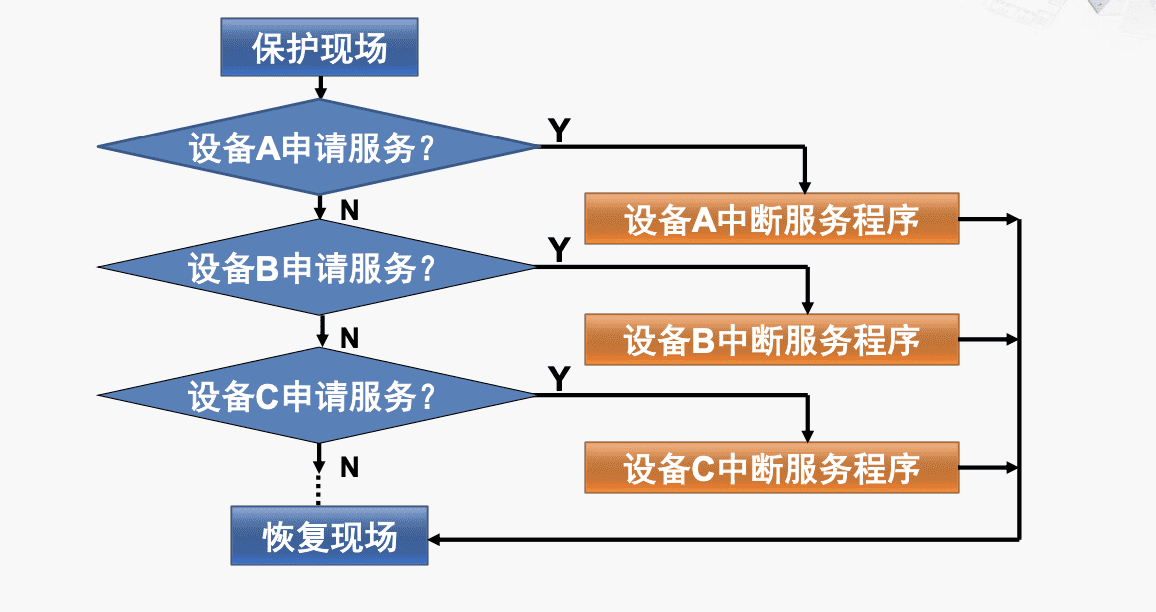 保护现场
设备A申请服务?
Y
设备A中断服务程序
N
设备B申请服务?
Y
设备B中断服务程序
N
设备C申请服务?
Y
设备C中断服务程序
N
恢复现场